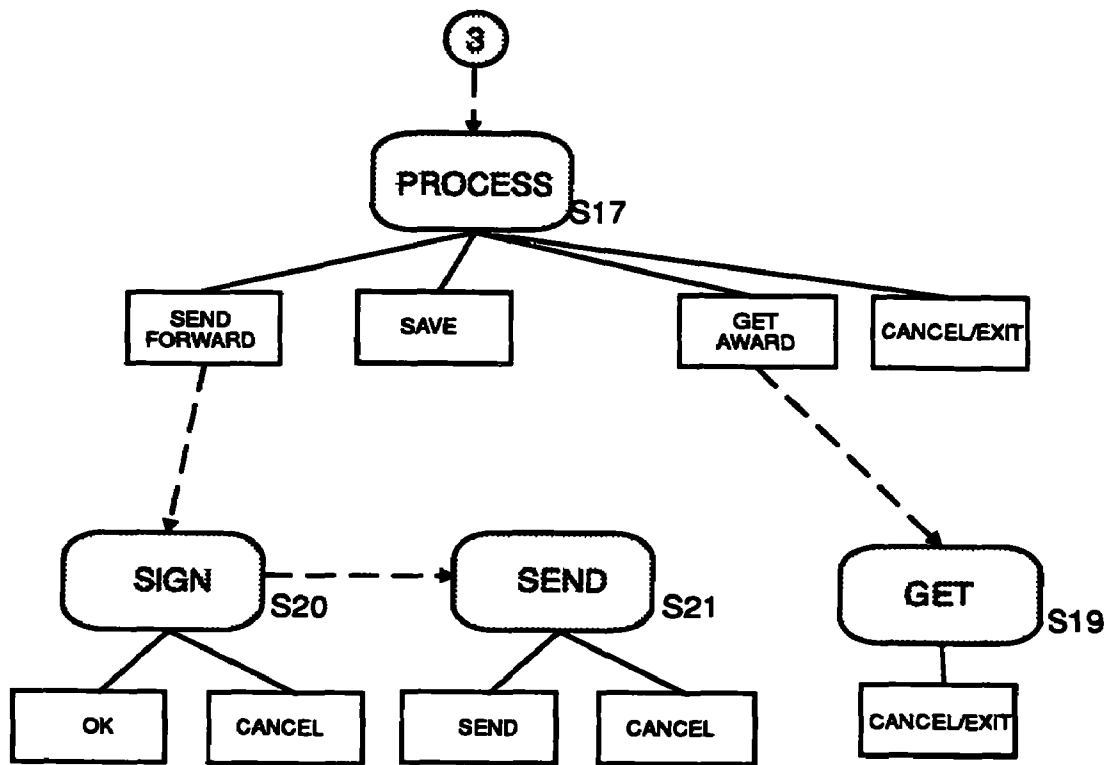 3
PROCESS
S17
SEND
FORWARD
SAVE
GET
AWARD
CANCEL/EXIT
SIGN
S20
SEND
S21
GET
S19
OK
CANCEL
SEND
CANCEL
CANCEL/EXIT